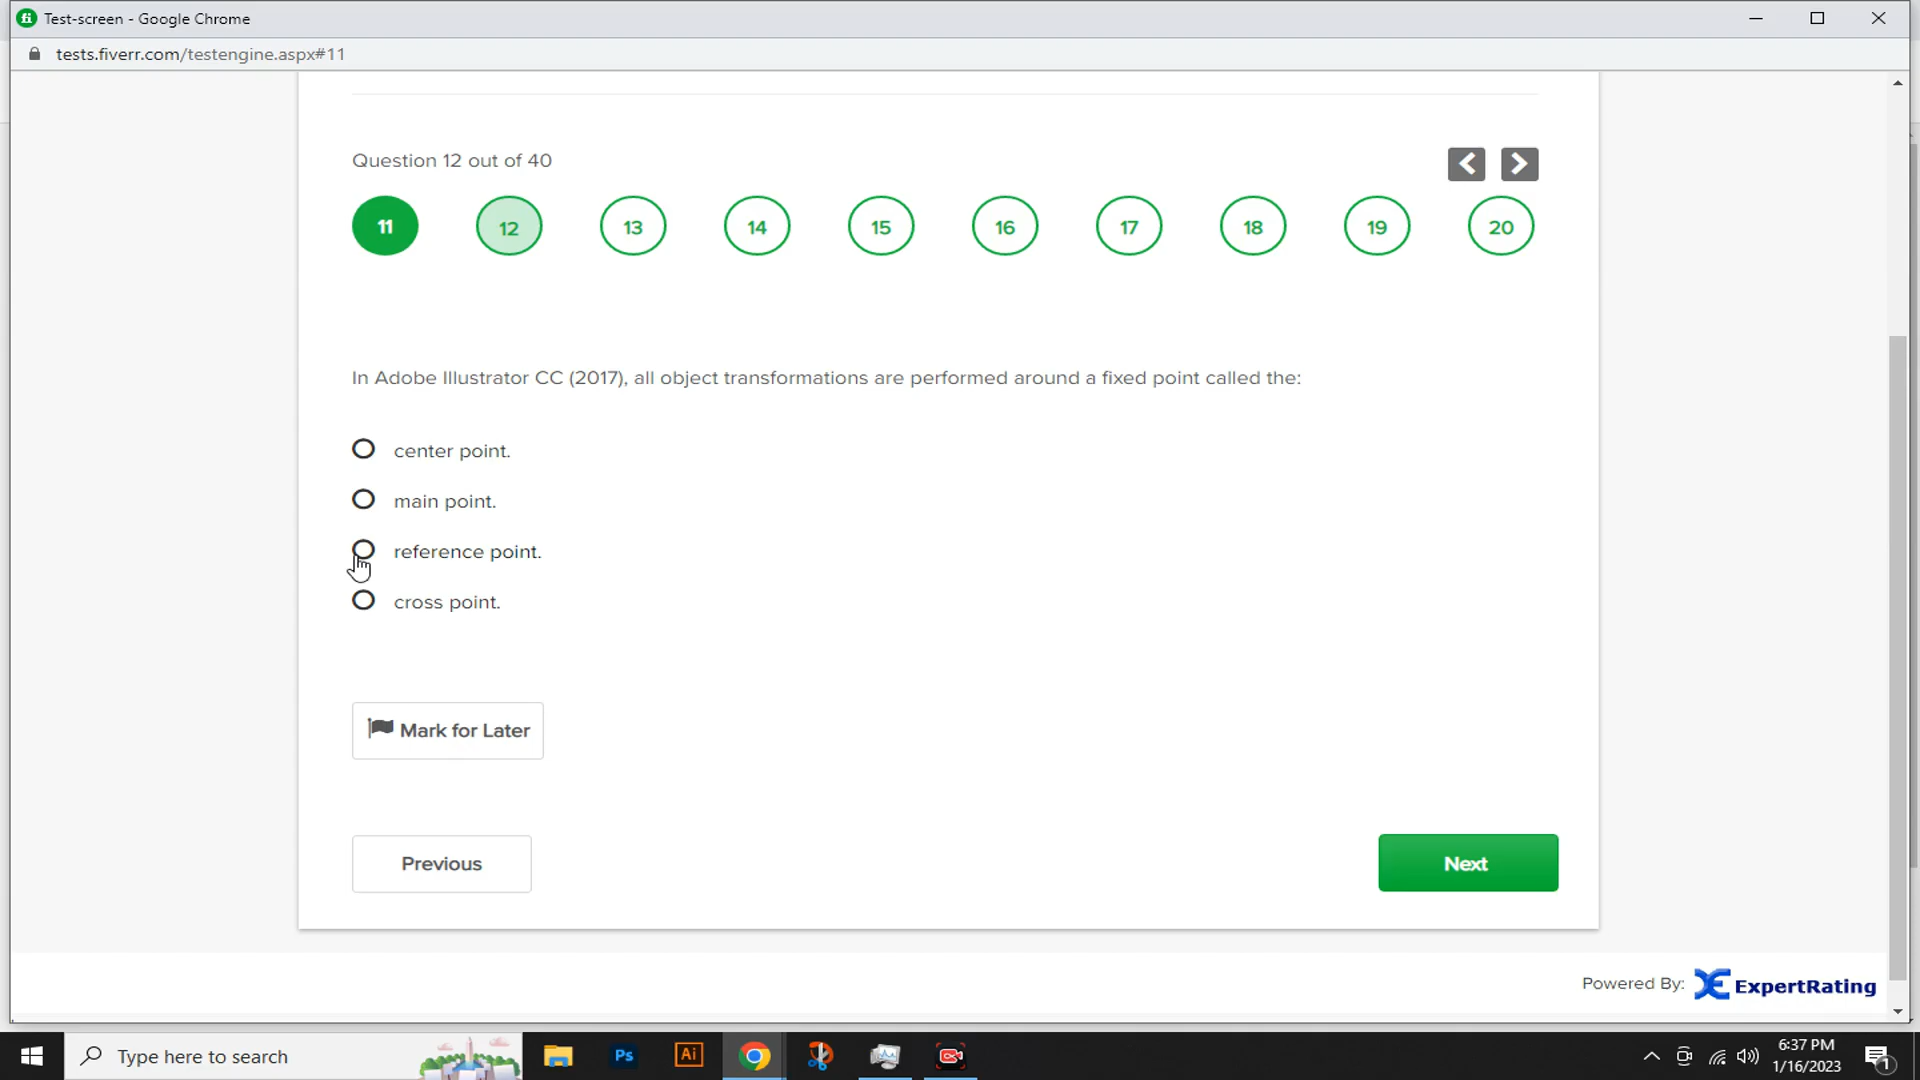 Test-screen - Google Chrome
tests.fiverr.com/testengine.aspx#11
Question 12 out of 40
11 12 13 14 15 16 17 18 19 20
In Adobe Illustrator CC (2017), all object transformations are performed around a fixed point called the:
center point.
main point.
reference point.
cross point.
Mark for Later
Previous
Next
Powered By: ExpertRating
Type here to search
Ps
Ai
6:37 PM
1/16/2023
1